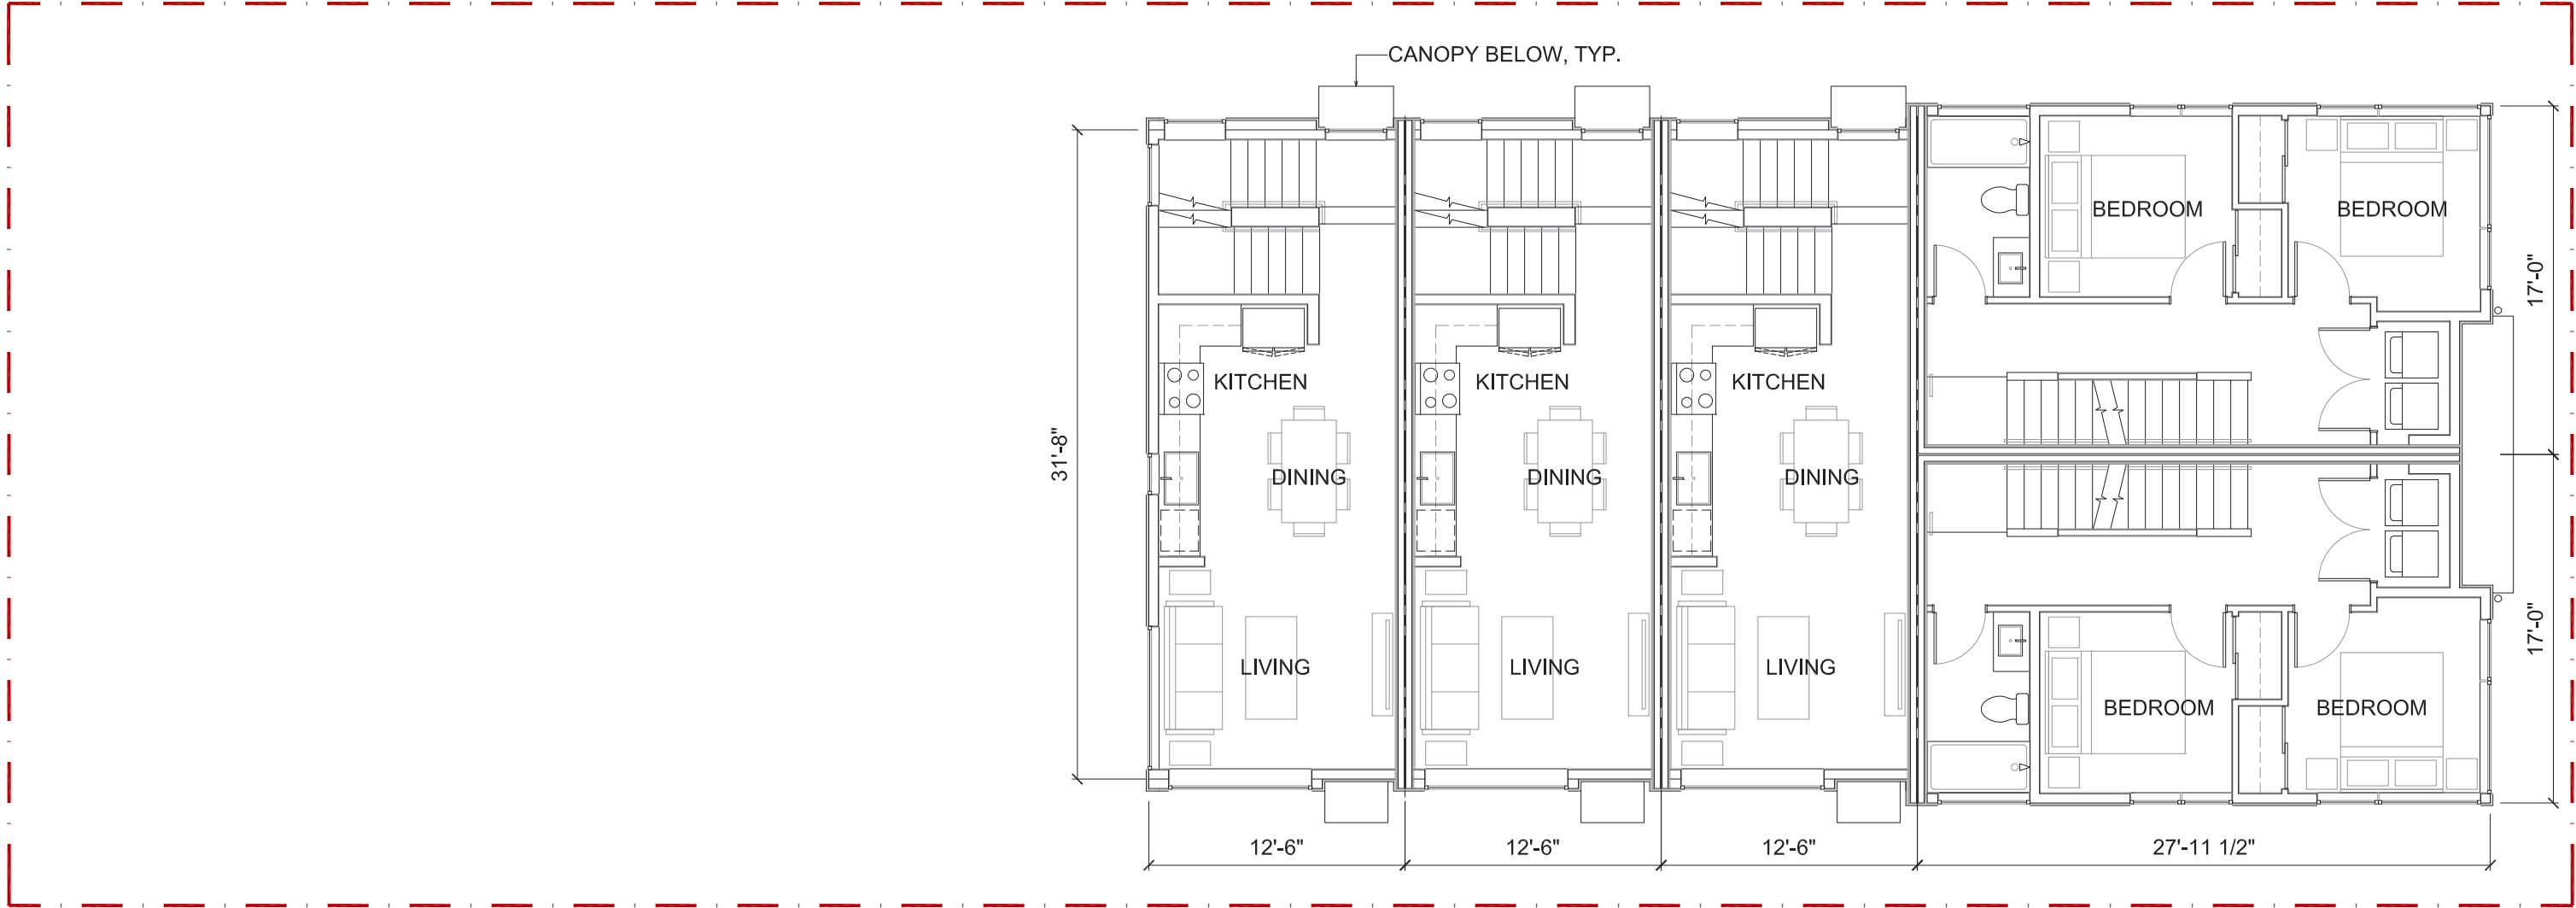 CANOPY BELOW, TYP.
BEDROOM
BEDROOM
17'-0"
KITCHEN
KITCHEN
KITCHEN
31'-8"
DINING
DINING
DINING
17'-0"
LIVING
LIVING
LIVING
BEDROOM
BEDROOM
12'-6"
12'-6"
12'-6"
27'-11 1/2"